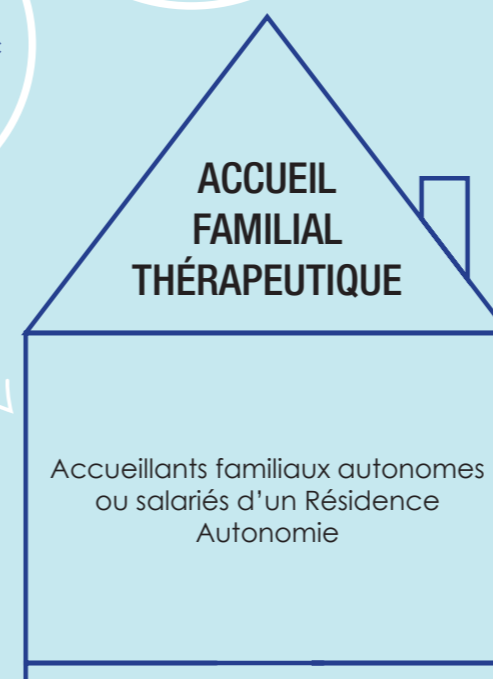 ACCUEIL
FAMILIAL
THÉRAPEUTIQUE
Accueillants familiaux autonomes
ou salariés d’un Résidence
Autonomie